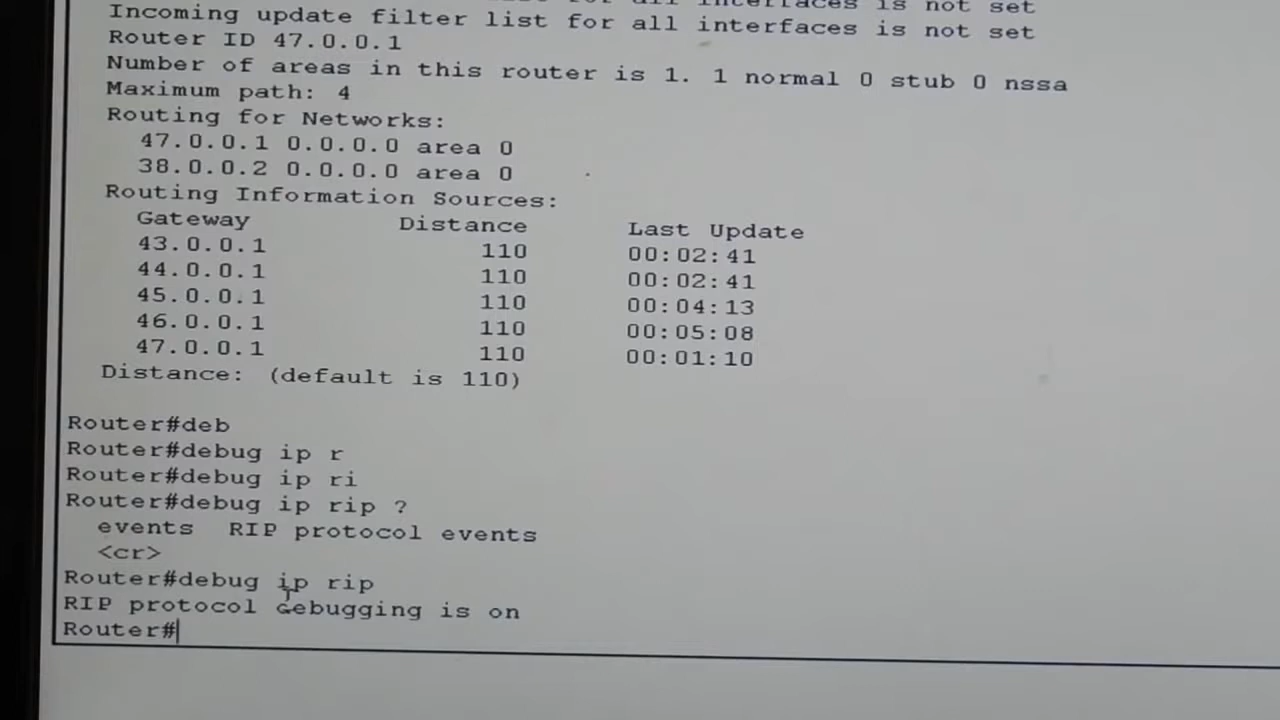 for all interfaces is not set
Incoming update filter list for all interfaces is not set
Router ID 47.0.0.1
Number of areas in this router is 1. 1 normal 0 stub 0 nssa
Maximum path: 4
Routing for Networks:
47.0.0.1 0.0.0.0 area 0
38.0.0.2 0.0.0.0 area 0
Routing Information Sources:
Gateway Distance Last Update
43.0.0.1 110 00:02:41
44.0.0.1 110 00:02:41
45.0.0.1 110 00:04:13
46.0.0.1 110 00:05:08
47.0.0.1 110 00:01:10
Distance: (default is 110)
Router#deb
Router#debug ip r
Router#debug ip ri
Router#debug ip rip ?
events RIP protocol events
<cr>
Router#debug ip rip
RIP protocol debugging is on
Router#